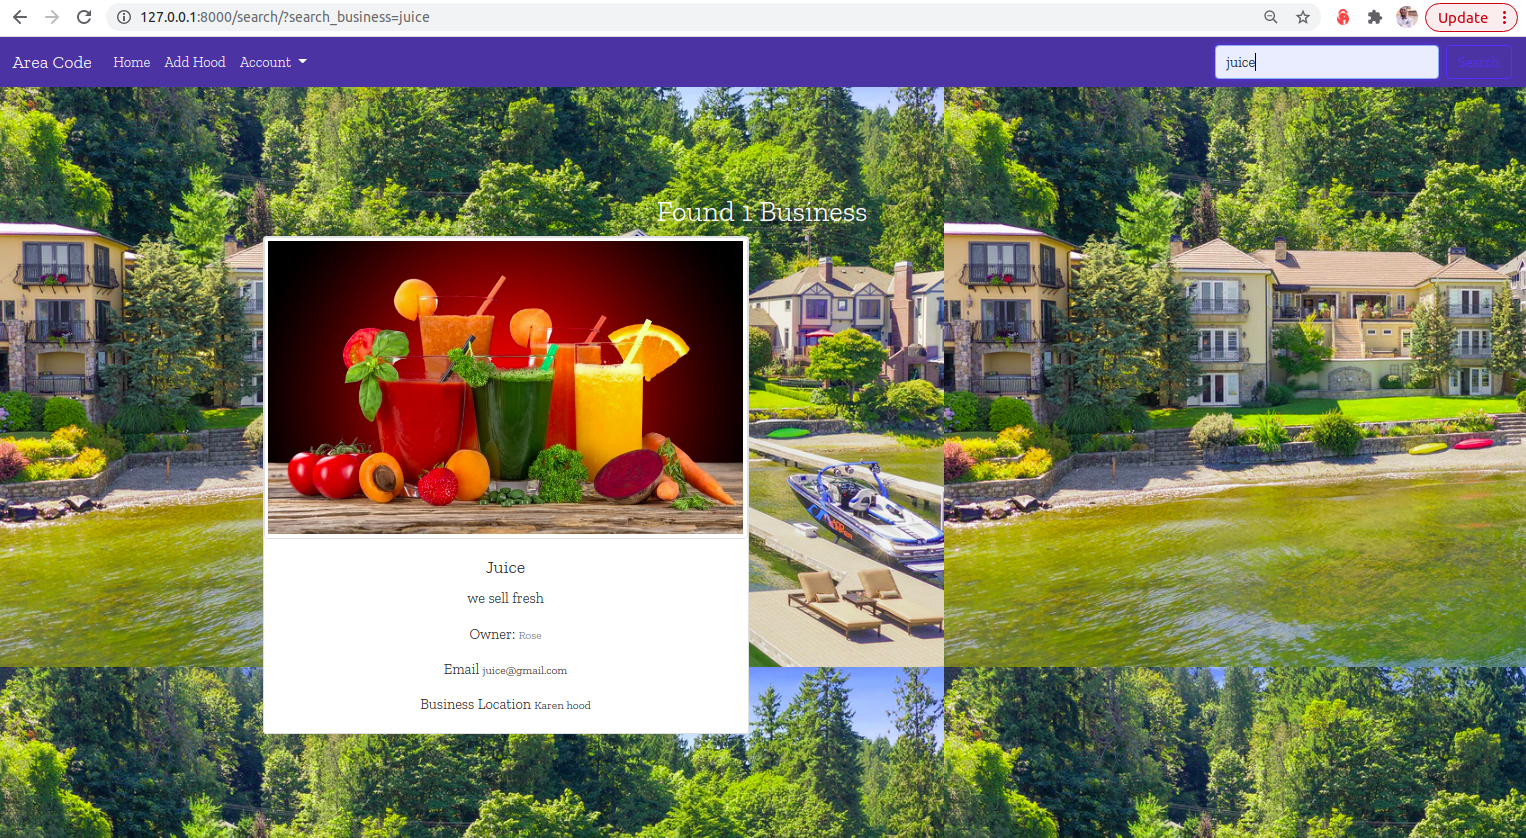 127.0.0.1:8000/search/?search_business=juice
Update
Area Code Home Add Hood Account juice Search
Found 1 Business
Juice
we sell fresh
Owner: Rose
Email juice@gmail.com
Business Location Karen hood